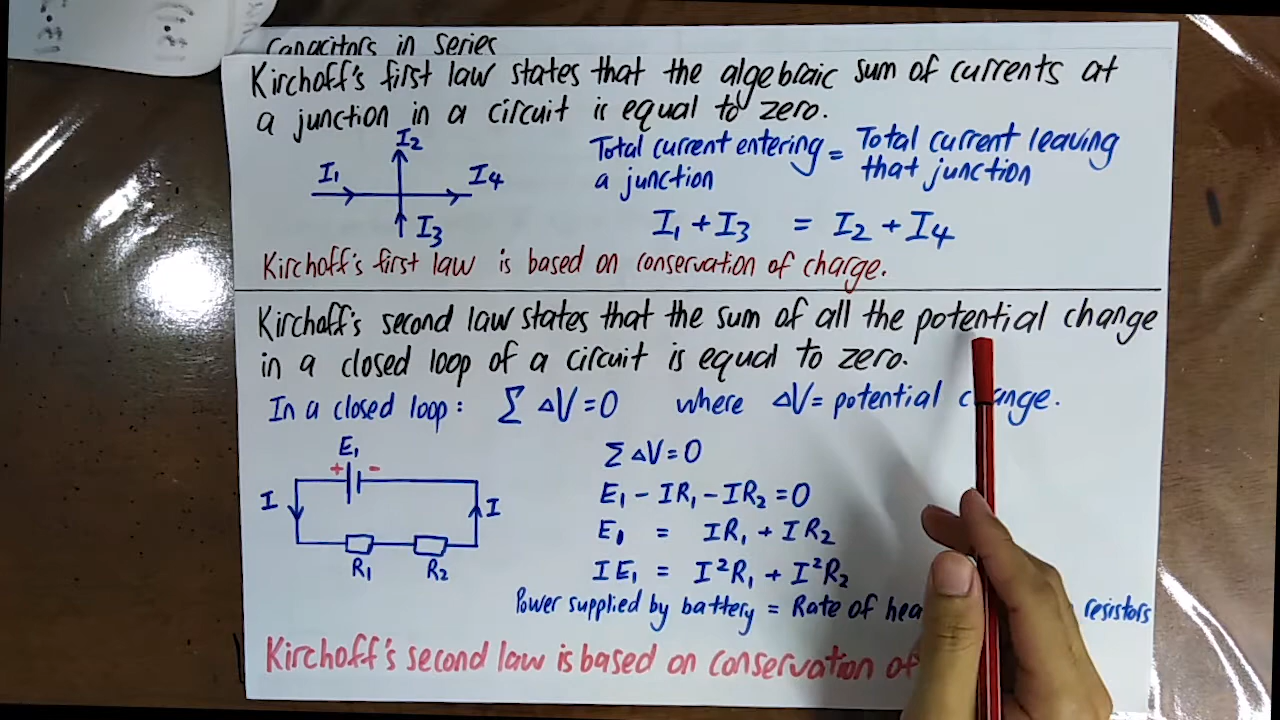 Capacitors in series
Kirchoff's first law states that the algebraic sum of currents at
a junction in a circuit is equal to zero.
I₂
I₁
I₄
I₃
Total current entering = Total current leaving
a junction that junction
I₁ + I₃ = I₂ + I₄
Kirchoff's first law is based on conservation of charge.
Kirchoff's second law states that the sum of all the potential change
in a closed loop of a circuit is equal to zero.
In a closed loop: Σ ΔV = 0 where ΔV = potential change.
E₁
+ -
I I
R₁ R₂
Σ ΔV = 0
E₁ - IR₁ - IR₂ = 0
E₁ = IR₁ + IR₂
IE₁ = I²R₁ + I²R₂
Power supplied by battery = Rate of resistors
Kirchoff's second law is based on conservation of